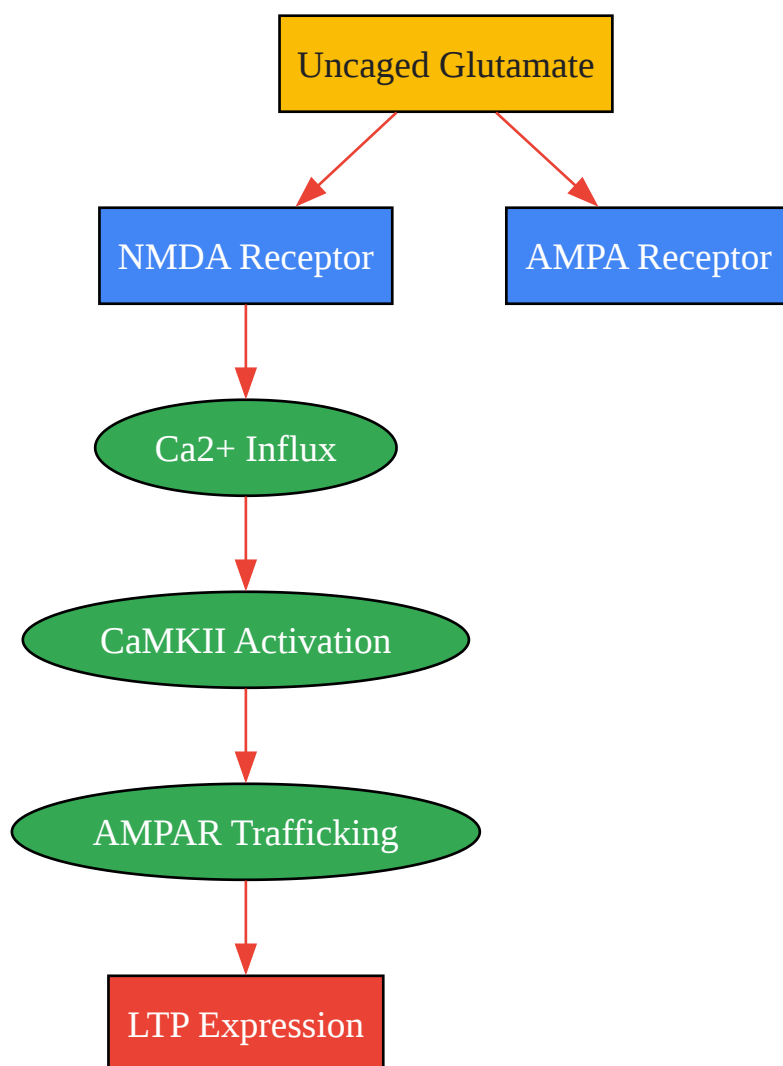 Uncaged Glutamate
NMDA Receptor
AMPA Receptor
Ca2+ Influx
CaMKII Activation
AMPAR Trafficking
LTP Expression